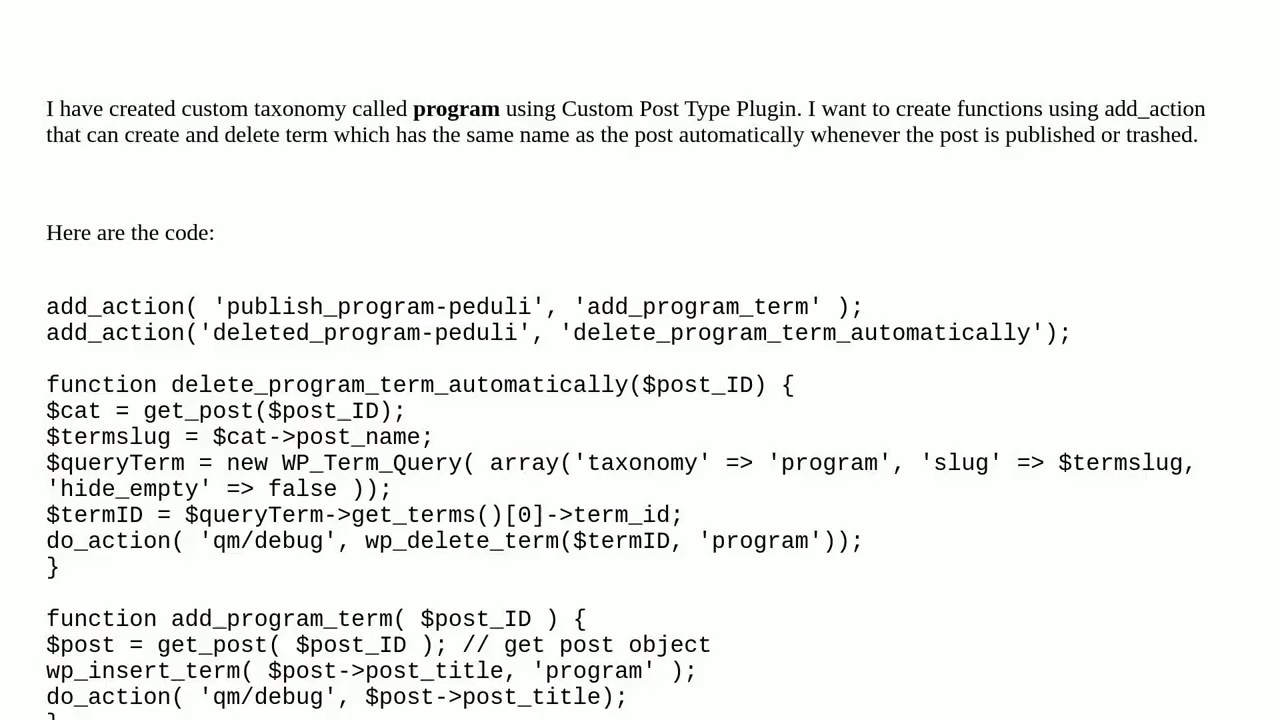 I have created custom taxonomy called program using Custom Post Type Plugin. I want to create functions using add_action
that can create and delete term which has the same name as the post automatically whenever the post is published or trashed.
Here are the code:
add_action( 'publish_program-peduli', 'add_program_term' );
add_action('deleted_program-peduli', 'delete_program_term_automatically');
function delete_program_term_automatically($post_ID) {
$cat = get_post($post_ID);
$termslug = $cat->post_name;
$queryTerm = new WP_Term_Query( array('taxonomy' => 'program', 'slug' => $termslug,
'hide_empty' => false ));
$termID = $queryTerm->get_terms()[0]->term_id;
do_action( 'qm/debug', wp_delete_term($termID, 'program'));
}
function add_program_term( $post_ID ) {
$post = get_post( $post_ID ); // get post object
wp_insert_term( $post->post_title, 'program' );
do_action( 'qm/debug', $post->post_title);
}